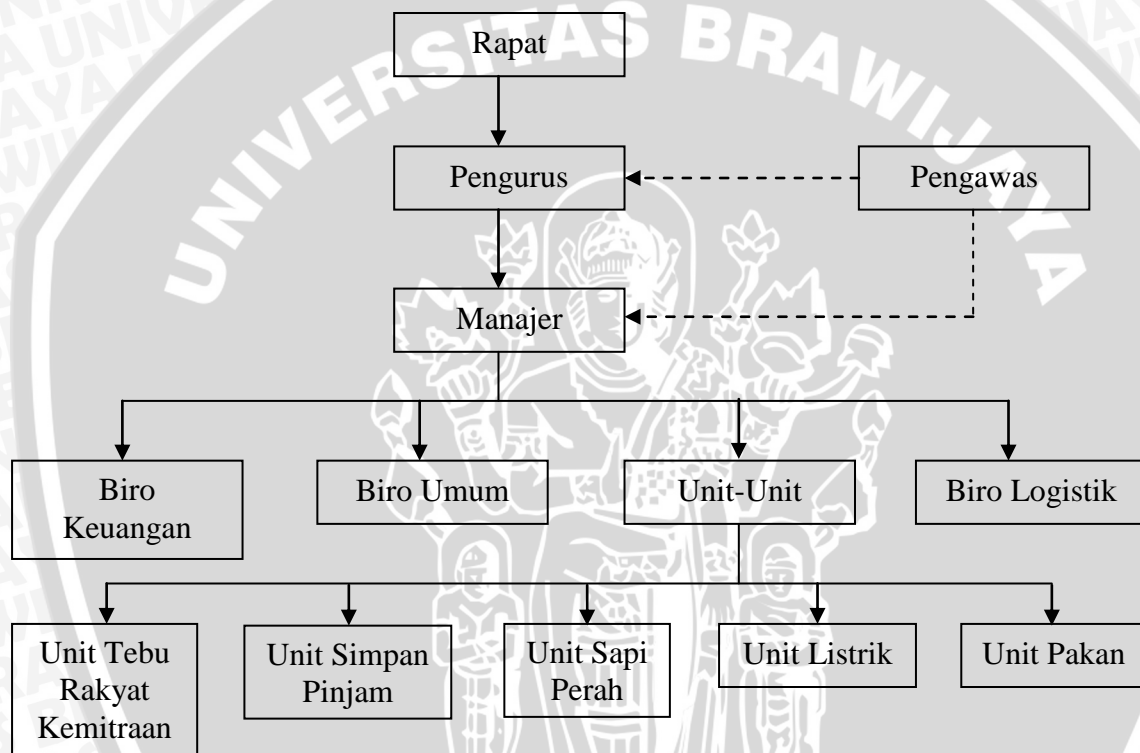 UNIVERSITAS BRAWIJAYA
Rapat
Pengurus
Pengawas
Manajer
Biro
Keuangan
Biro Umum
Unit-Unit
Biro Logistik
Unit Tebu
Rakyat
Kemitraan
Unit Simpan
Pinjam
Unit Sapi
Perah
Unit Listrik
Unit Pakan